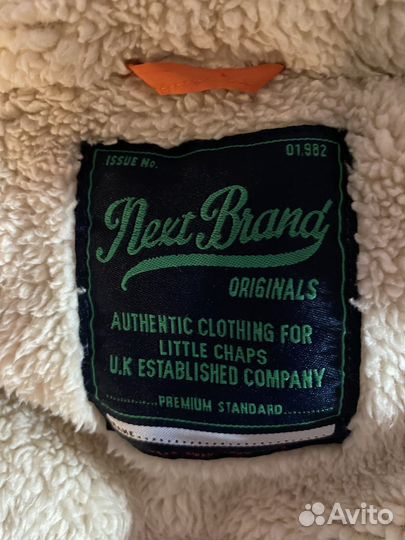 ISSUE No. 01.982
Next Brand
ORIGINALS
AUTHENTIC CLOTHING FOR
LITTLE CHAPS
U.K ESTABLISHED COMPANY
PREMIUM STANDARD
Avito